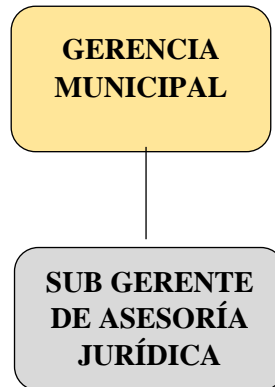 GERENCIA
MUNICIPAL
SUB GERENTE
DE ASESORÍA
JURÍDICA